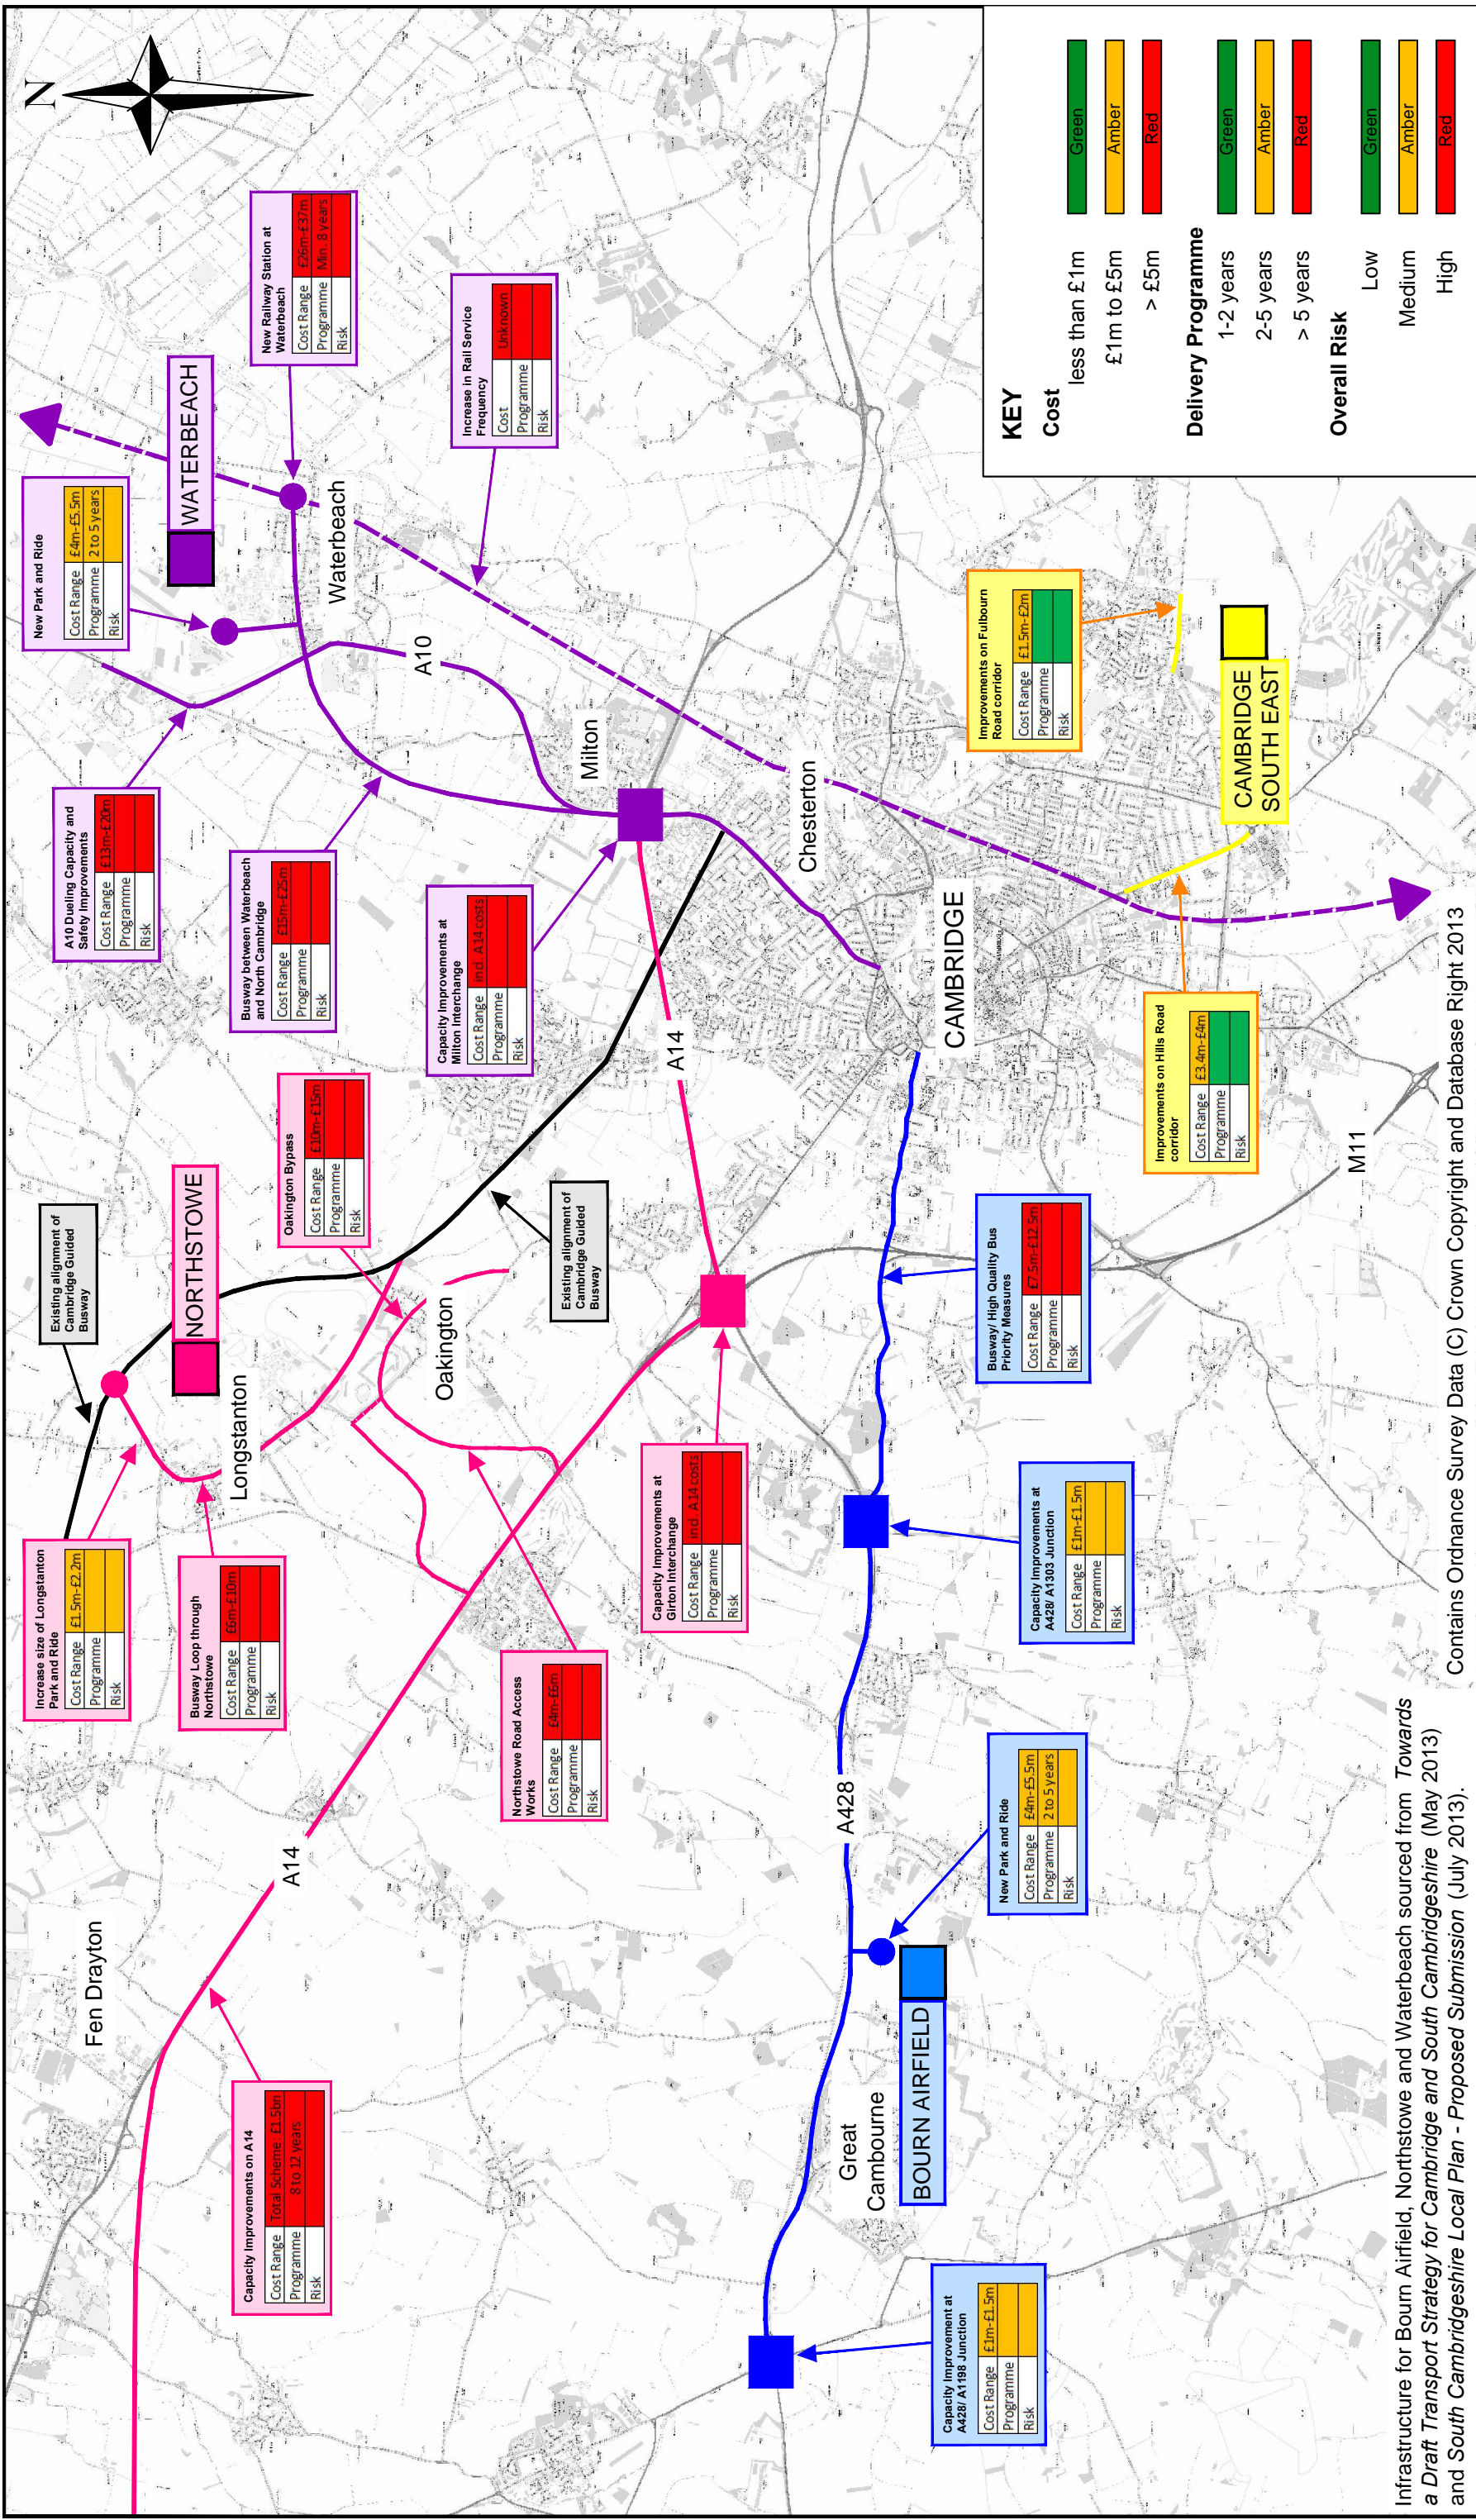 N
New Park and Ride
Cost Range £4m-£5.5m
Programme 2 to 5 years
Risk
WATERBEACH
New Railway Station at
Waterbeach
Cost Range £26m-£37m
Programme Min. 8 years
Risk
Waterbeach
Increase in Rail Service
Frequency
Cost Unknown
Programme
Risk
A10
A10 Dueling Capacity and
Safety Improvements
Cost Range £13m-£20m
Programme
Risk
Busway between Waterbeach
and North Cambridge
Cost Range £15m-£25m
Programme
Risk
Capacity Improvements at
Milton Interchange
Cost Range incl. A14 costs
Programme
Risk
Milton
Chesterton
CAMBRIDGE
Existing alignment of
Cambridge Guided
Busway
NORTHSTOWE
Oakington Bypass
Cost Range £10m-£15m
Programme
Risk
Existing alignment of
Cambridge Guided
Busway
A14
Longstanton
Oakington
Increase size of Longstanton
Park and Ride
Cost Range £1.5m-£2.2m
Programme
Risk
Busway Loop through
Northstowe
Cost Range £6m-£10m
Programme
Risk
Northstowe Road Access
Works
Cost Range £4m-£6m
Programme
Risk
Capacity Improvements at
Girton Interchange
Cost Range incl. A14 costs
Programme
Risk
Fen Drayton
A14
Capacity Improvements on A14
Cost Range Total Scheme: £1.5bn
Programme 8 to 12 years
Risk
Improvements on Fulbourn
Road corridor
Cost Range £1.5m-£2m
Programme
Risk
CAMBRIDGE
SOUTH EAST
Improvements on Hills Road
corridor
Cost Range £3.4m-£4m
Programme
Risk
M11
Busway/ High Quality Bus
Priority Measures
Cost Range £7.5m-£12.5m
Programme
Risk
Capacity Improvements at
A428/ A1303 Junction
Cost Range £1m-£1.5m
Programme
Risk
A428
New Park and Ride
Cost Range £4m-£5.5m
Programme 2 to 5 years
Risk
Great
Cambourne
BOURN AIRFIELD
Capacity Improvement at
A428/ A1198 Junction
Cost Range £1m-£1.5m
Programme
Risk
KEY
Cost
less than £1m Green
£1m to £5m Amber
> £5m Red
Delivery Programme
1-2 years Green
2-5 years Amber
> 5 years Red
Overall Risk
Low Green
Medium Amber
High Red
Infrastructure for Bourn Airfield, Northstowe and Waterbeach sourced from Towards
a Draft Transport Strategy for Cambridge and South Cambridgeshire (May 2013)
and South Cambridgeshire Local Plan - Proposed Submission (July 2013).
Contains Ordnance Survey Data (C) Crown Copyright and Database Right 2013